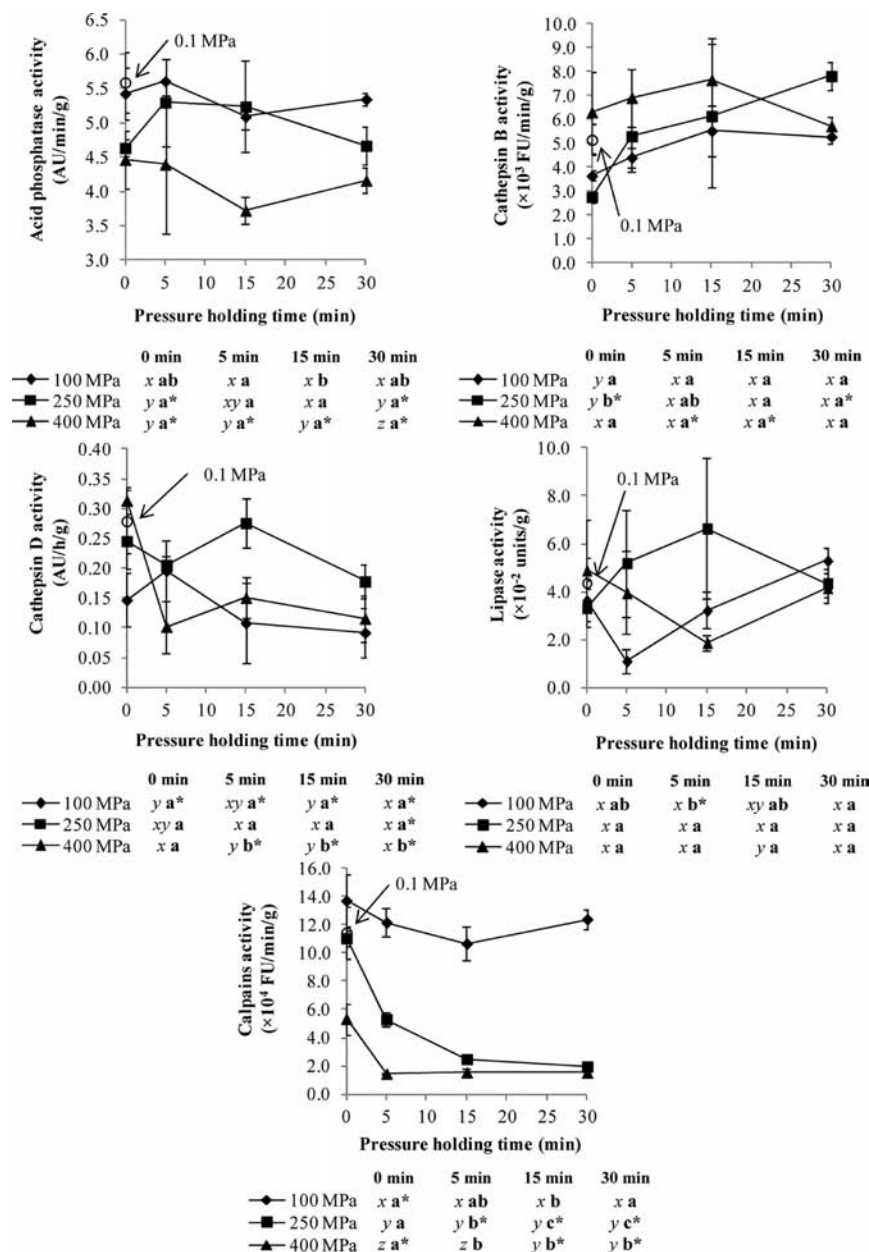 Acid phosphatase activity
(AU/min/g)
6.5
6.0
5.5
5.0
4.5
4.0
3.5
3.0
0.1 MPa
0 5 10 15 20 25 30
Pressure holding time (min)
0 min 5 min 15 min 30 min
100 MPa x ab x a x b x ab
250 MPa y a* xy a x a y a*
400 MPa y a* y a* y a* z a*
Cathepsin B activity
(×10³ FU/min/g)
10.0
9.0
8.0
7.0
6.0
5.0
4.0
3.0
2.0
1.0
0.0
0.1 MPa
0 5 10 15 20 25 30
Pressure holding time (min)
0 min 5 min 15 min 30 min
100 MPa y a x a x a x a
250 MPa y b* x ab x a x a*
400 MPa x a x a* x a* x a
Cathepsin D activity
(AU/h/g)
0.40
0.35
0.30
0.25
0.20
0.15
0.10
0.05
0.00
0.1 MPa
0 5 10 15 20 25 30
Pressure holding time (min)
0 min 5 min 15 min 30 min
100 MPa y a* xy a* y a* x a*
250 MPa xy a x a x a x a*
400 MPa x a y b* y b* x b*
Lipase activity
(×10⁻² units/g)
10.0
8.0
6.0
4.0
2.0
0.0
0.1 MPa
0 5 10 15 20 25 30
Pressure holding time (min)
0 min 5 min 15 min 30 min
100 MPa x ab x b* xy ab x a
250 MPa x a x a x a x a
400 MPa x a x a y a x a
Calpains activity
(×10⁴ FU/min/g)
16.0
14.0
12.0
10.0
8.0
6.0
4.0
2.0
0.0
0.1 MPa
0 5 10 15 20 25 30
Pressure holding time (min)
0 min 5 min 15 min 30 min
100 MPa x a* x ab x b x a
250 MPa y a y b* y c* y c*
400 MPa z a* z b y b* y b*